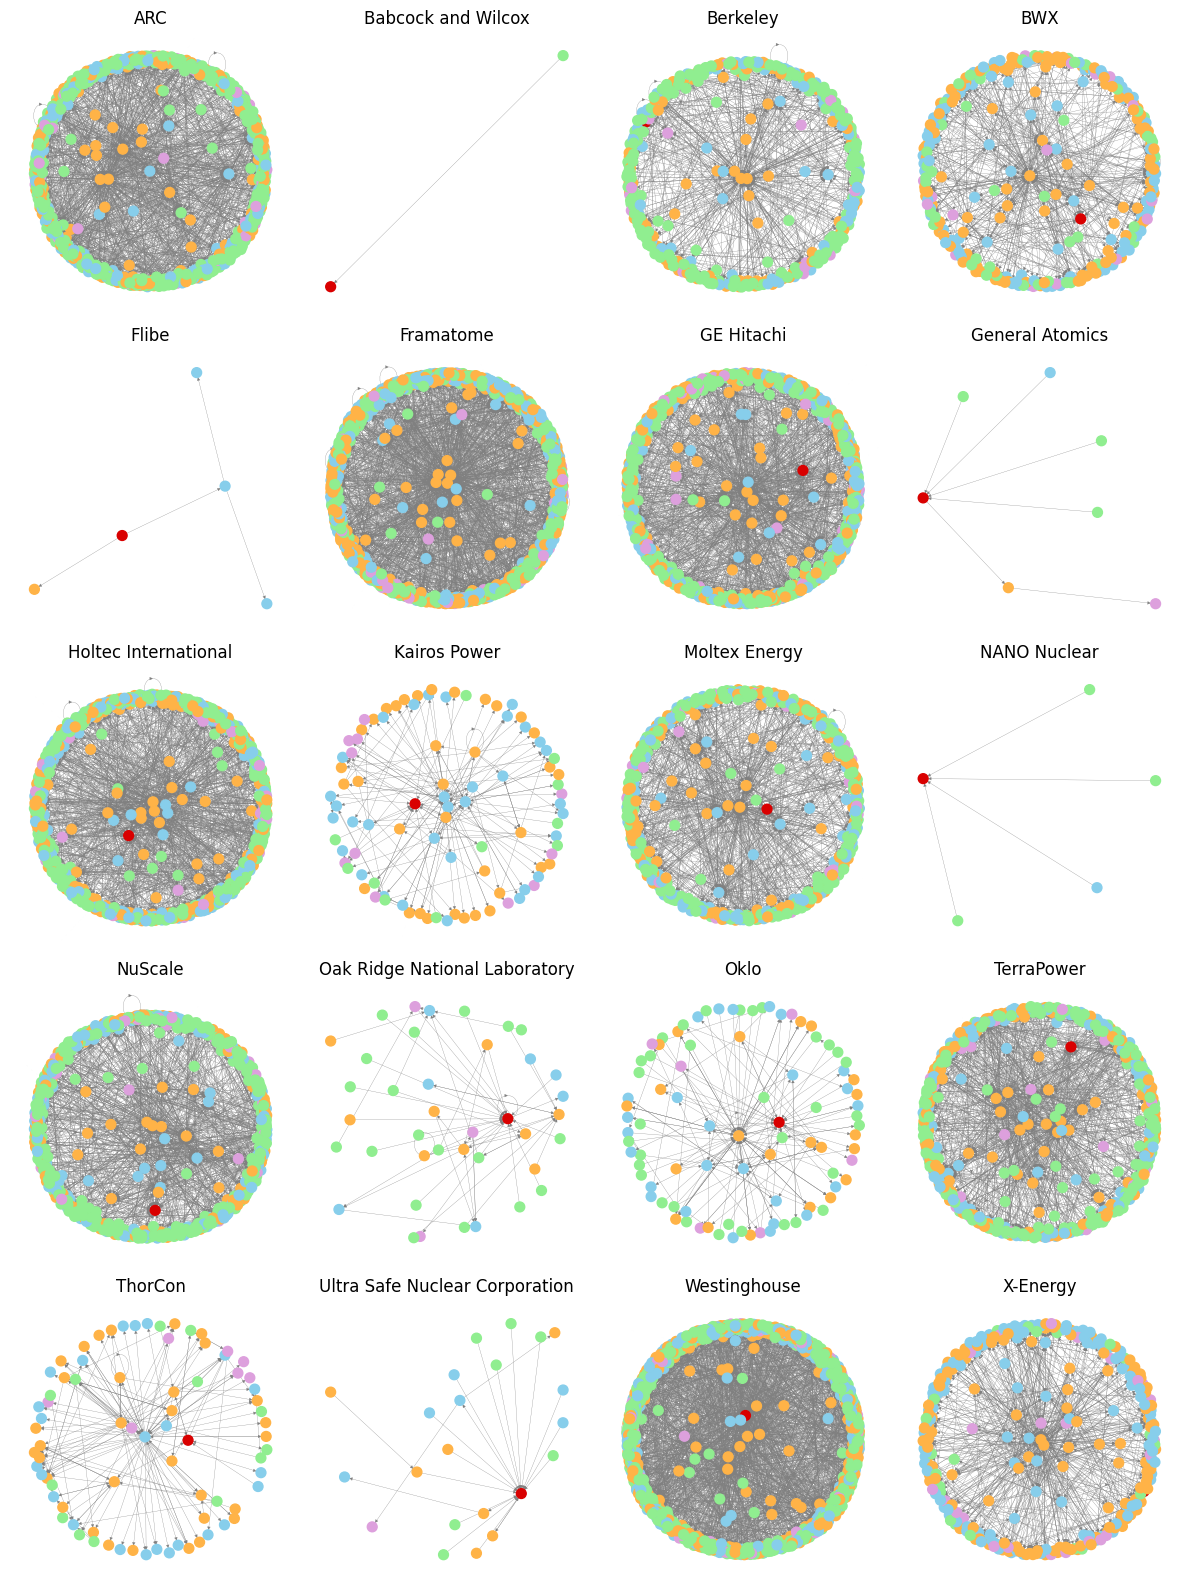 ARC
Babcock and Wilcox
Berkeley
BWX
Flibe
Framatome
GE Hitachi
General Atomics
Holtec International
Kairos Power
Moltex Energy
NANO Nuclear
NuScale
Oak Ridge National Laboratory
Oklo
TerraPower
ThorCon
Ultra Safe Nuclear Corporation
Westinghouse
X-Energy